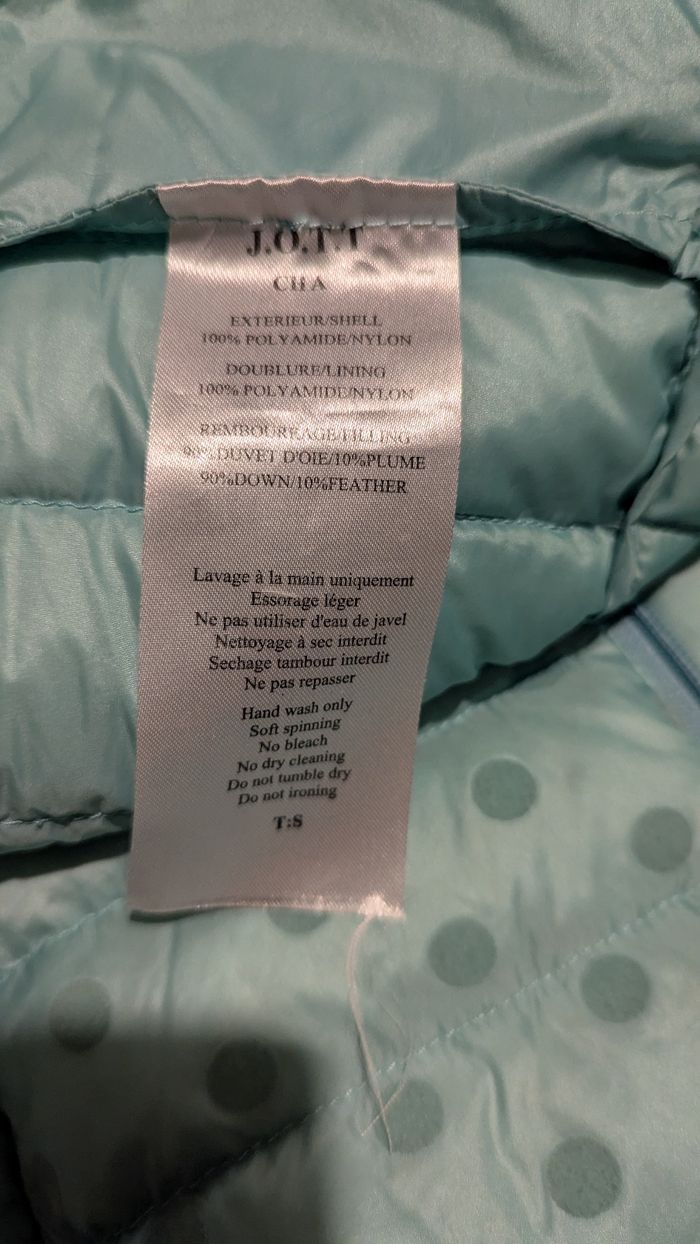 J.O.T.T
CHA
EXTERIEUR/SHELL
100% POLYAMIDE/NYLON
DOUBLURE/LINING
100% POLYAMIDE/NYLON
REMBOURRAGE/FILLING
90%DUVET D'OIE/10%PLUME
90%DOWN/10%FEATHER
Lavage à la main uniquement
Essorage léger
Ne pas utiliser d'eau de javel
Nettoyage à sec interdit
Sechage tambour interdit
Ne pas repasser
Hand wash only
Soft spinning
No bleach
No dry cleaning
Do not tumble dry
Do not ironing
T:S